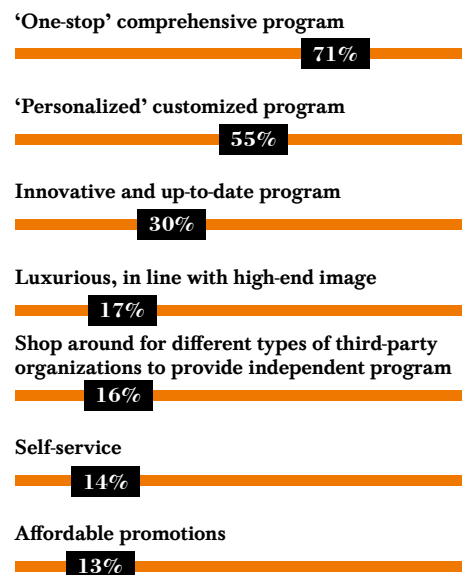 ‘One-stop’ comprehensive program
71%
‘Personalized’ customized program
55%
Innovative and up-to-date program
30%
Luxurious, in line with high-end image
17%
Shop around for different types of third-party
organizations to provide independent program
16%
Self-service
14%
Affordable promotions
13%